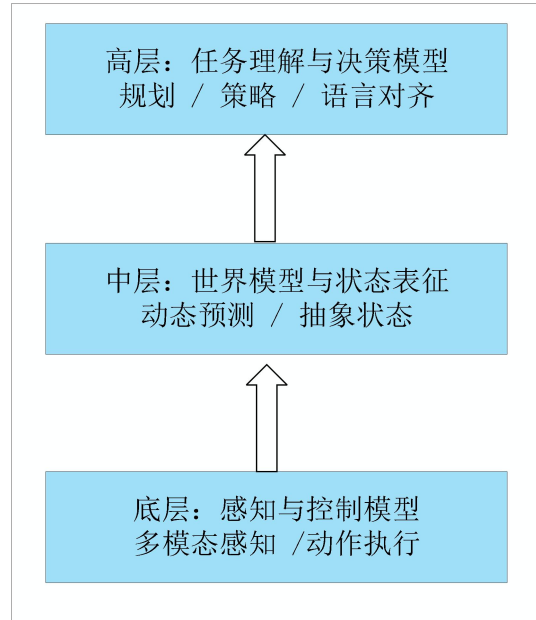 高层：任务理解与决策模型
规划 / 策略 / 语言对齐
中层：世界模型与状态表征
动态预测 / 抽象状态
底层：感知与控制模型
多模态感知 /动作执行